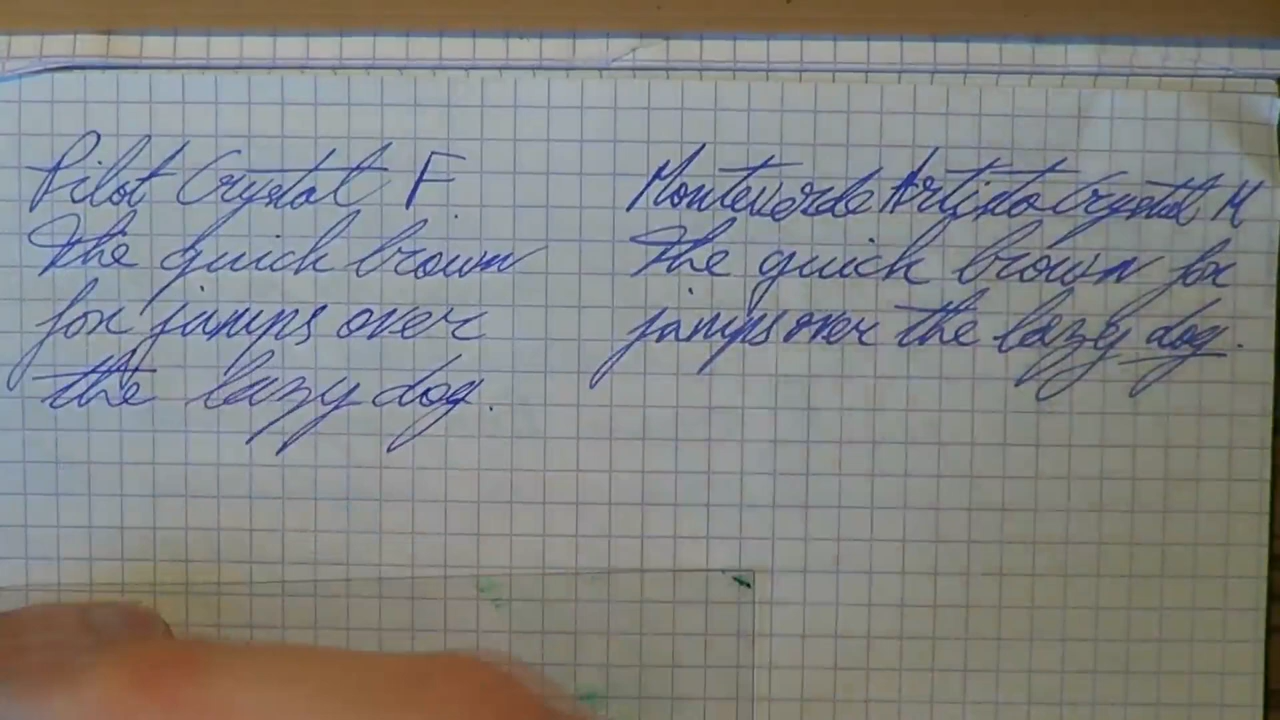 Pilot Crystal F
The quick brown
fox jumps over
the lazy dog.
Monteverde Artista Crystal M
The quick brown fox
jumps over the lazy dog.